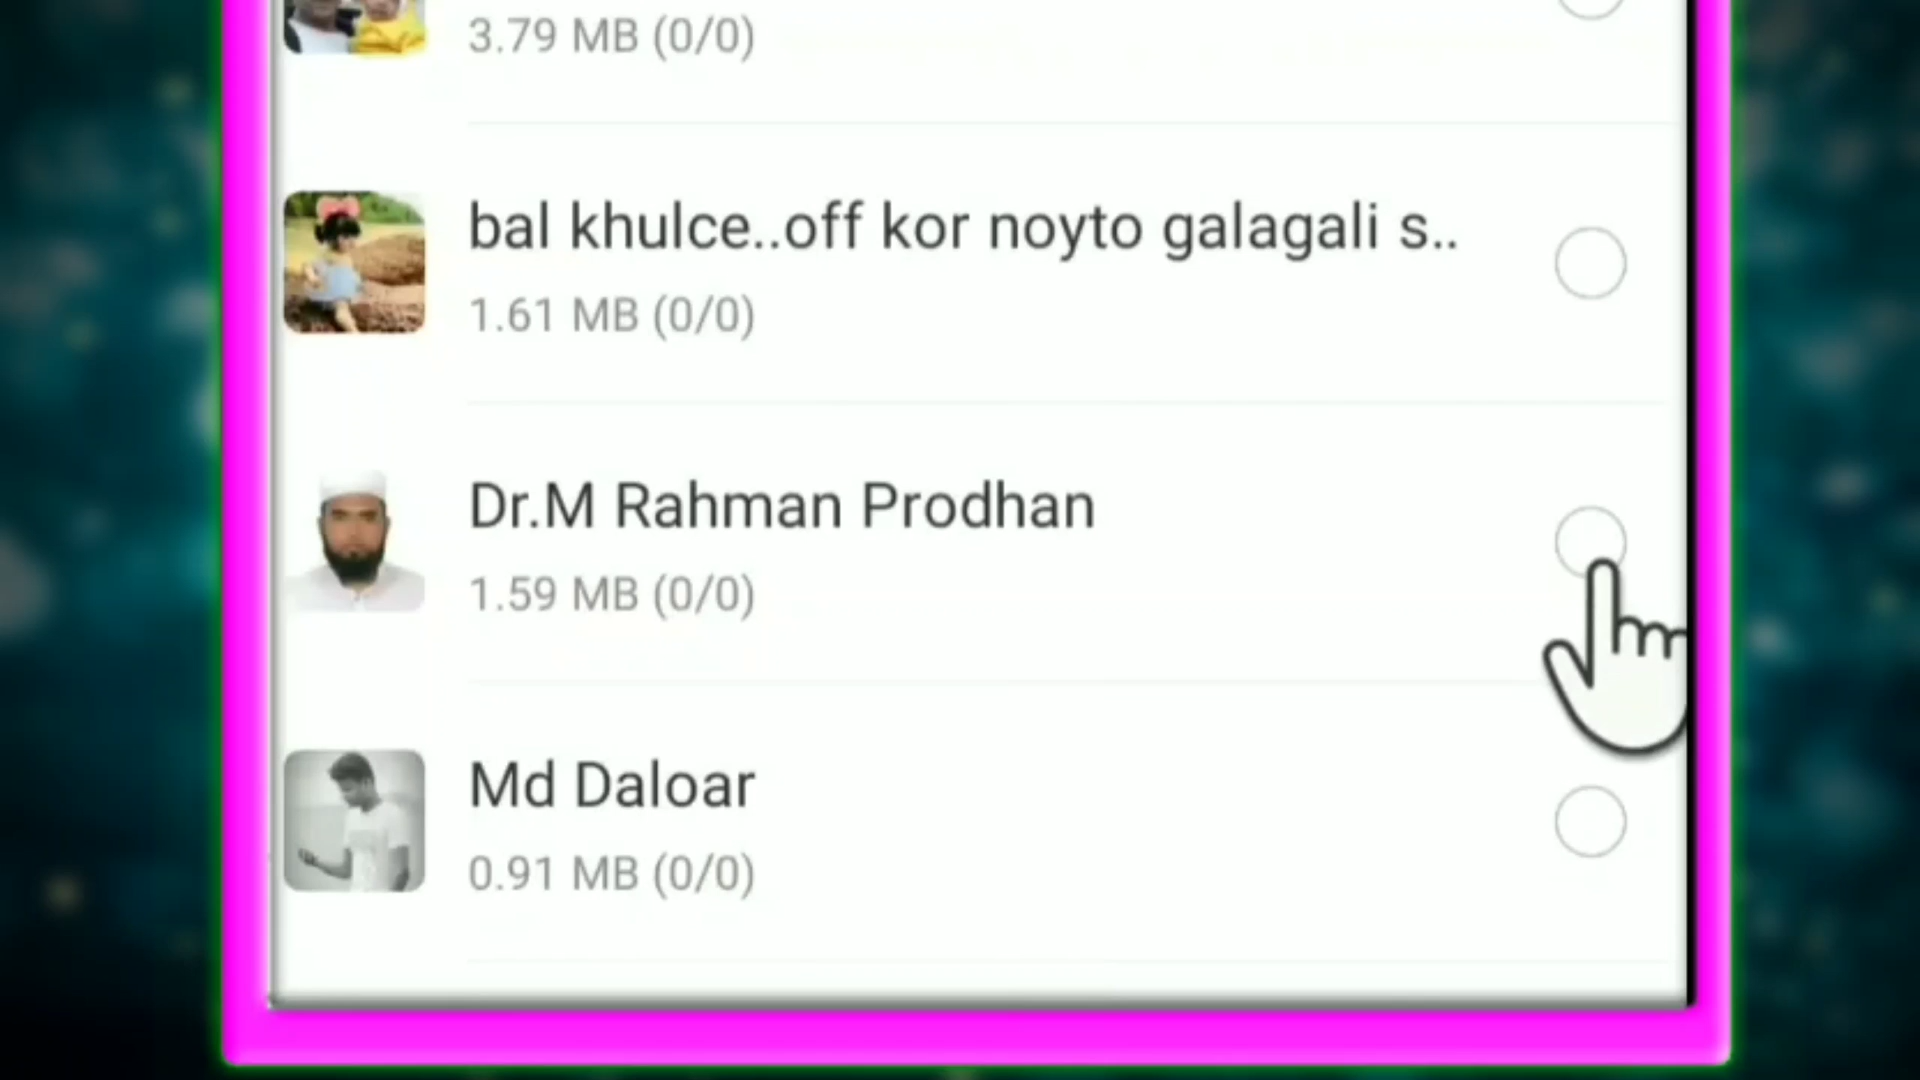 3.79 MB (0/0)
bal khulce..off kor noyto galagali s..
1.61 MB (0/0)
Dr.M Rahman Prodhan
1.59 MB (0/0)
Md Daloar
0.91 MB (0/0)